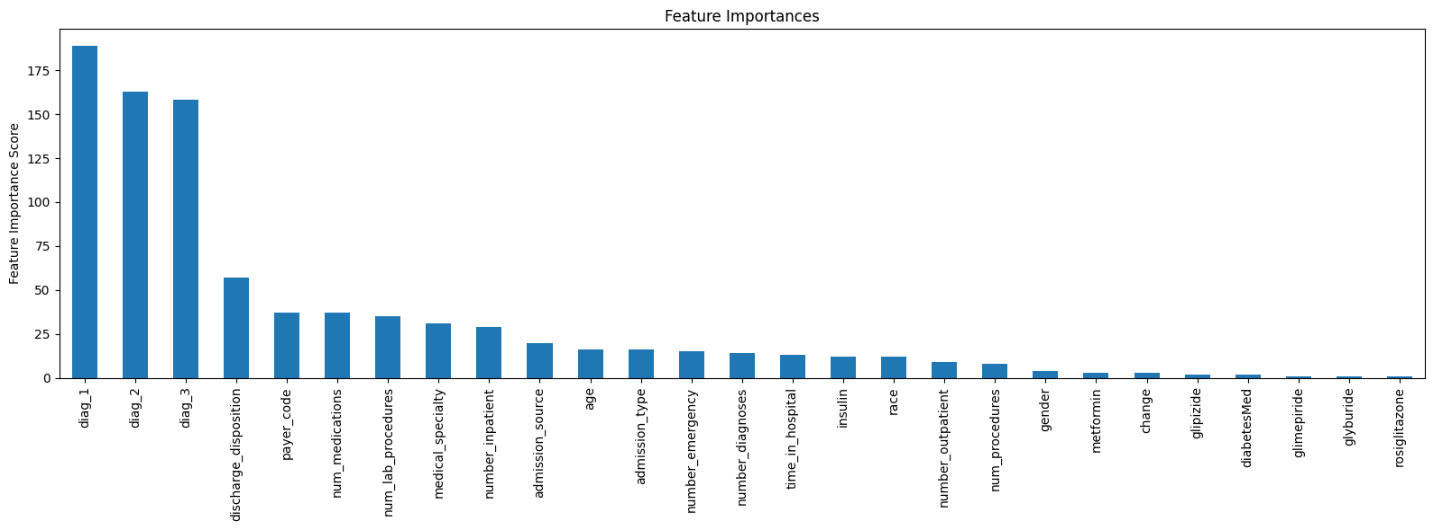 Feature Importances
Feature Importance Score
175
150
125
100
75
50
25
0
diag_1
diag_2
diag_3
discharge_disposition
payer_code
num_medications
num_lab_procedures
medical_specialty
number_inpatient
admission_source
age
admission_type
number_emergency
number_diagnoses
time_in_hospital
insulin
race
number_outpatient
num_procedures
gender
metformin
change
glipizide
diabetesMed
glimepiride
glyburide
rosiglitazone